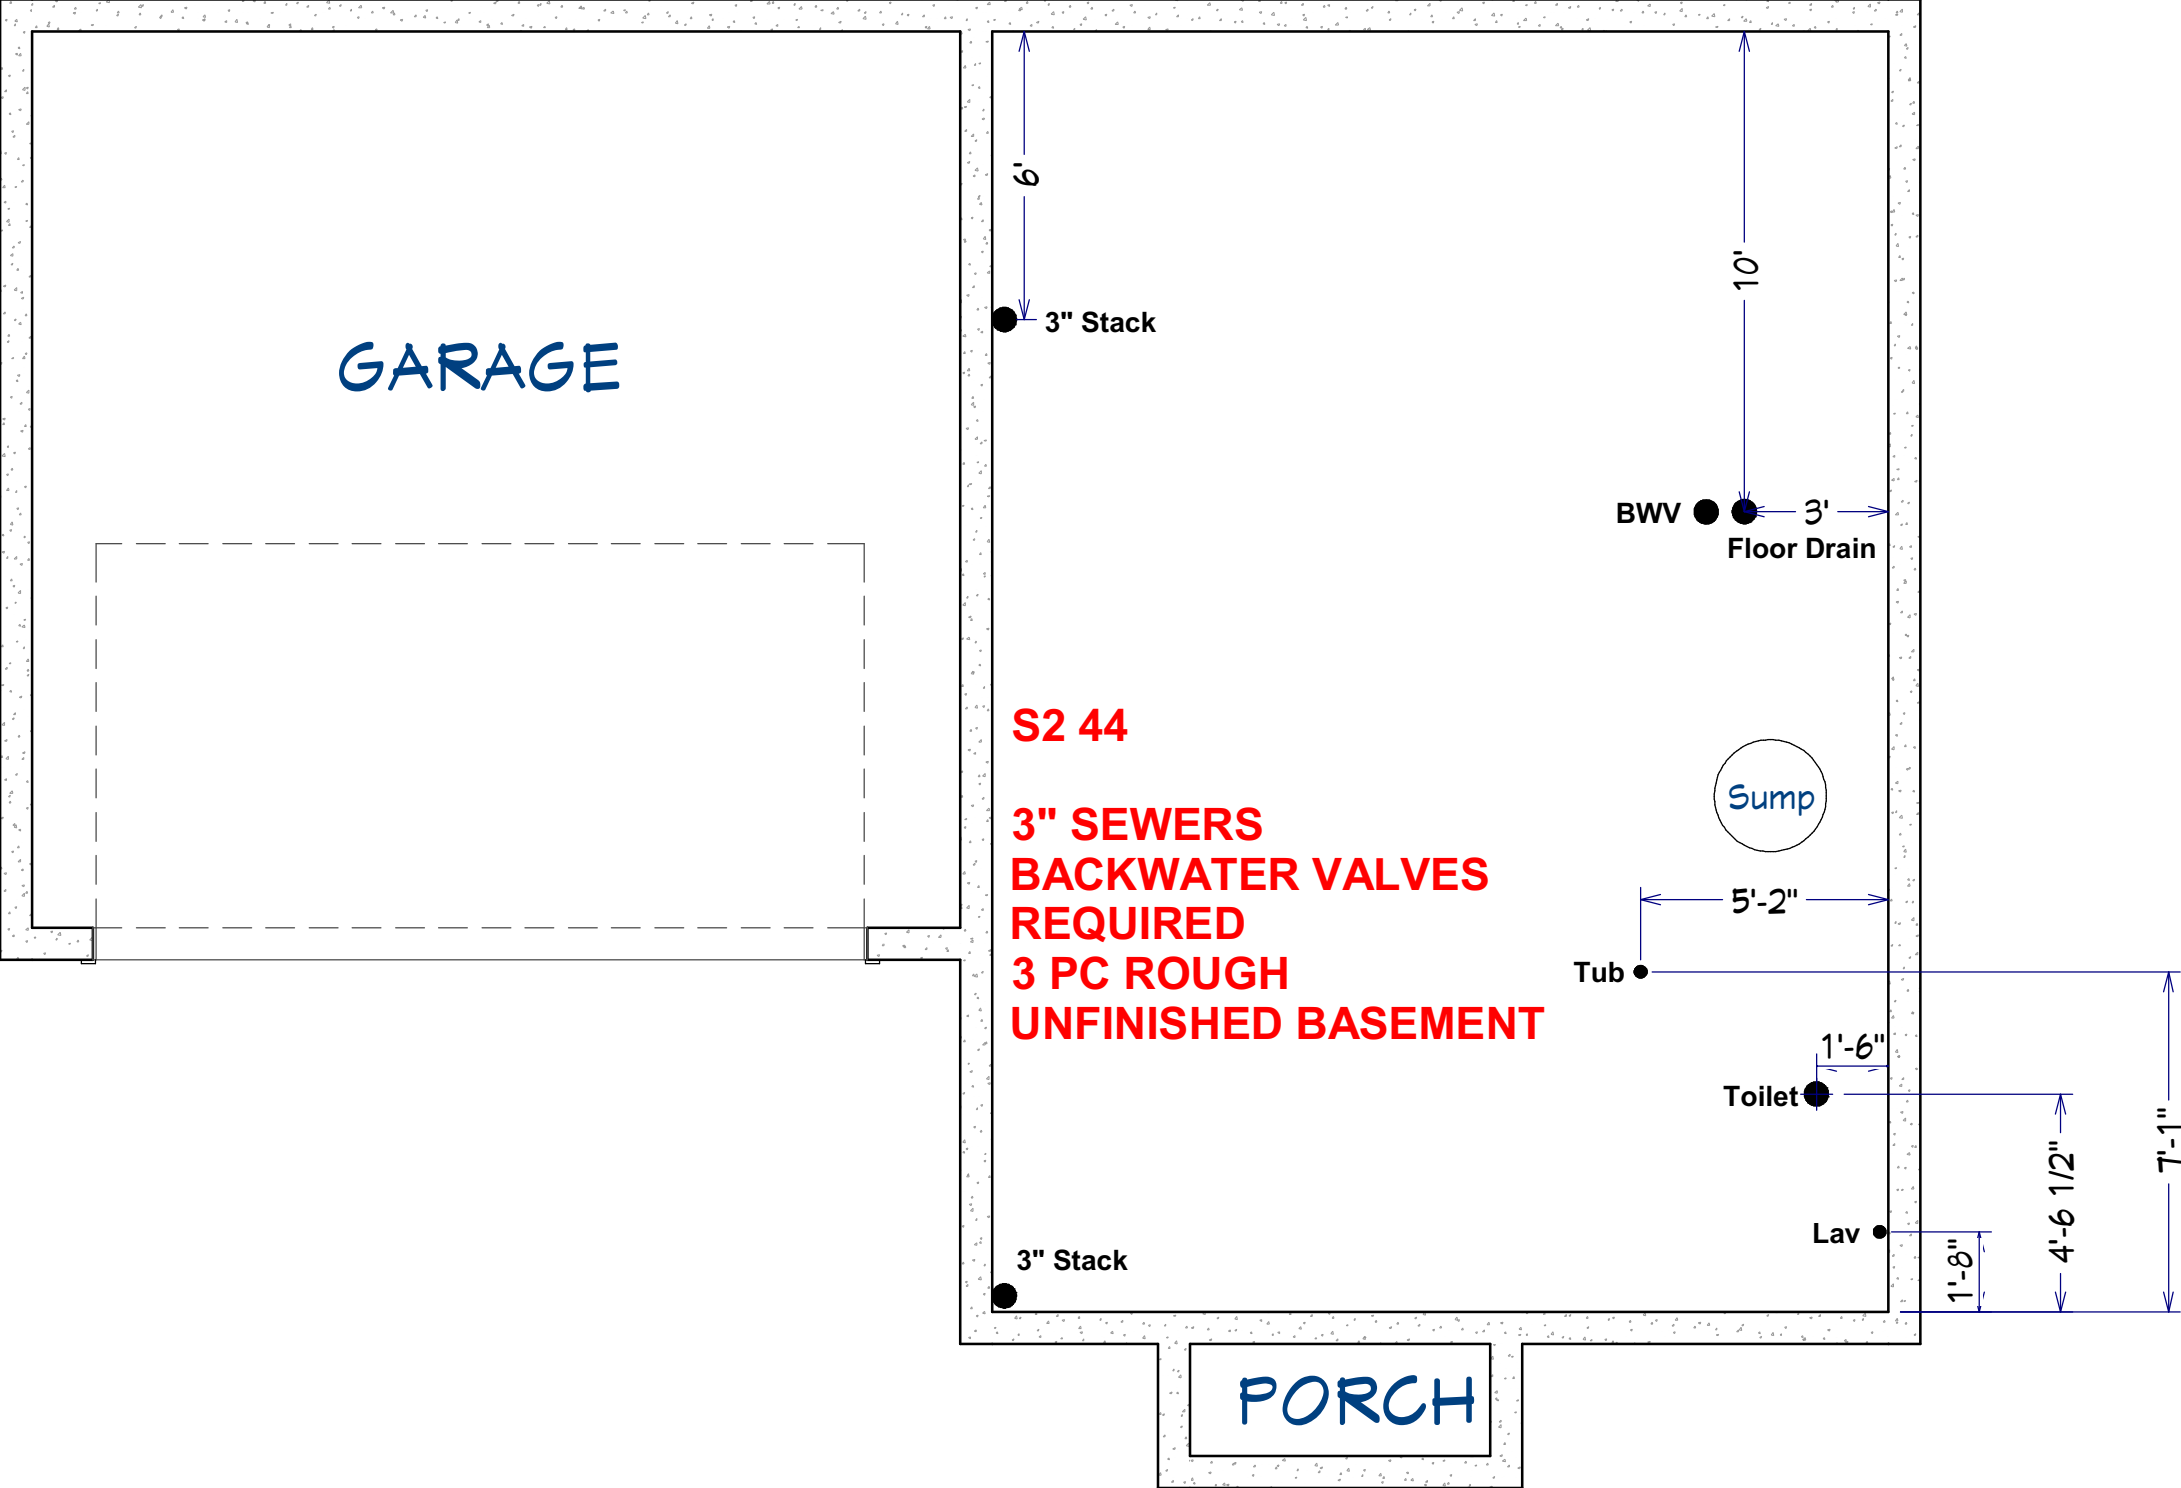 6'
10'
3" Stack
GARAGE
BWV
3'
Floor Drain
S2 44
Sump
3" SEWERS
BACKWATER VALVES
REQUIRED
3 PC ROUGH
UNFINISHED BASEMENT
5'-2"
Tub
1'-6"
Toilet
7'-1"
4'-6 1/2"
Lav
1'-8"
3" Stack
PORCH